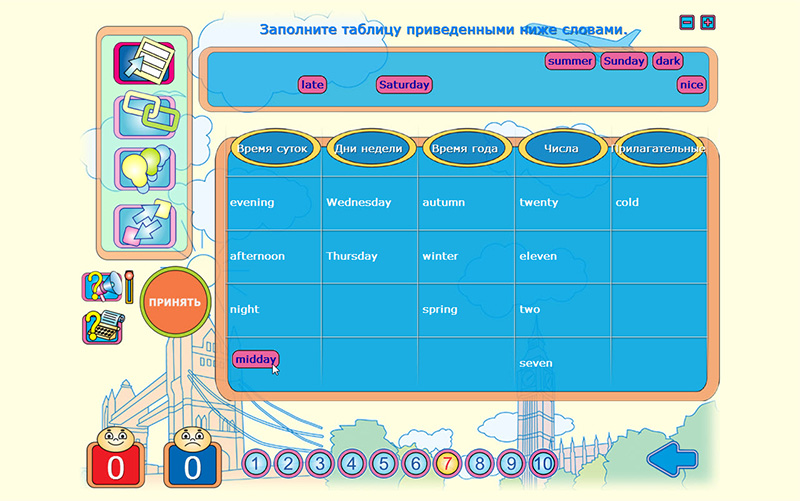 Заполните таблицу приведенными ниже словами.
summer Sunday dark
late Saturday nice
Время суток Дни недели Время года Числа Прилагательные
evening Wednesday autumn twenty cold
afternoon Thursday winter eleven
night spring two
midday seven
ПРИНЯТЬ
0 0
1 2 3 4 5 6 7 8 9 10